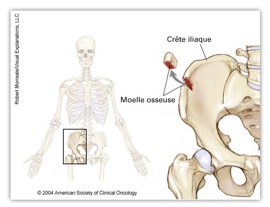 Crête iliaque
Moelle osseuse
Robert Morreale/Visual Explanations, LLC
© 2004 American Society of Clinical Oncology